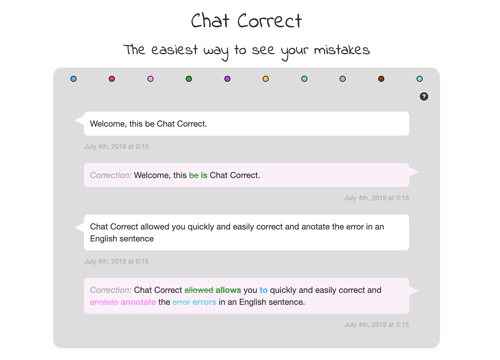 Chat Correct
The easiest way to see your mistakes
?
Welcome, this be Chat Correct.
July 4th, 2019 at 0:15
Correction: Welcome, this be is Chat Correct.
July 4th, 2019 at 0:15
Chat Correct allowed you quickly and easily correct and anotate the error in an
English sentence
July 4th, 2019 at 0:15
Correction: Chat Correct allowed allows you to quickly and easily correct and
anotate annotate the error errors in an English sentence.
July 4th, 2019 at 0:15